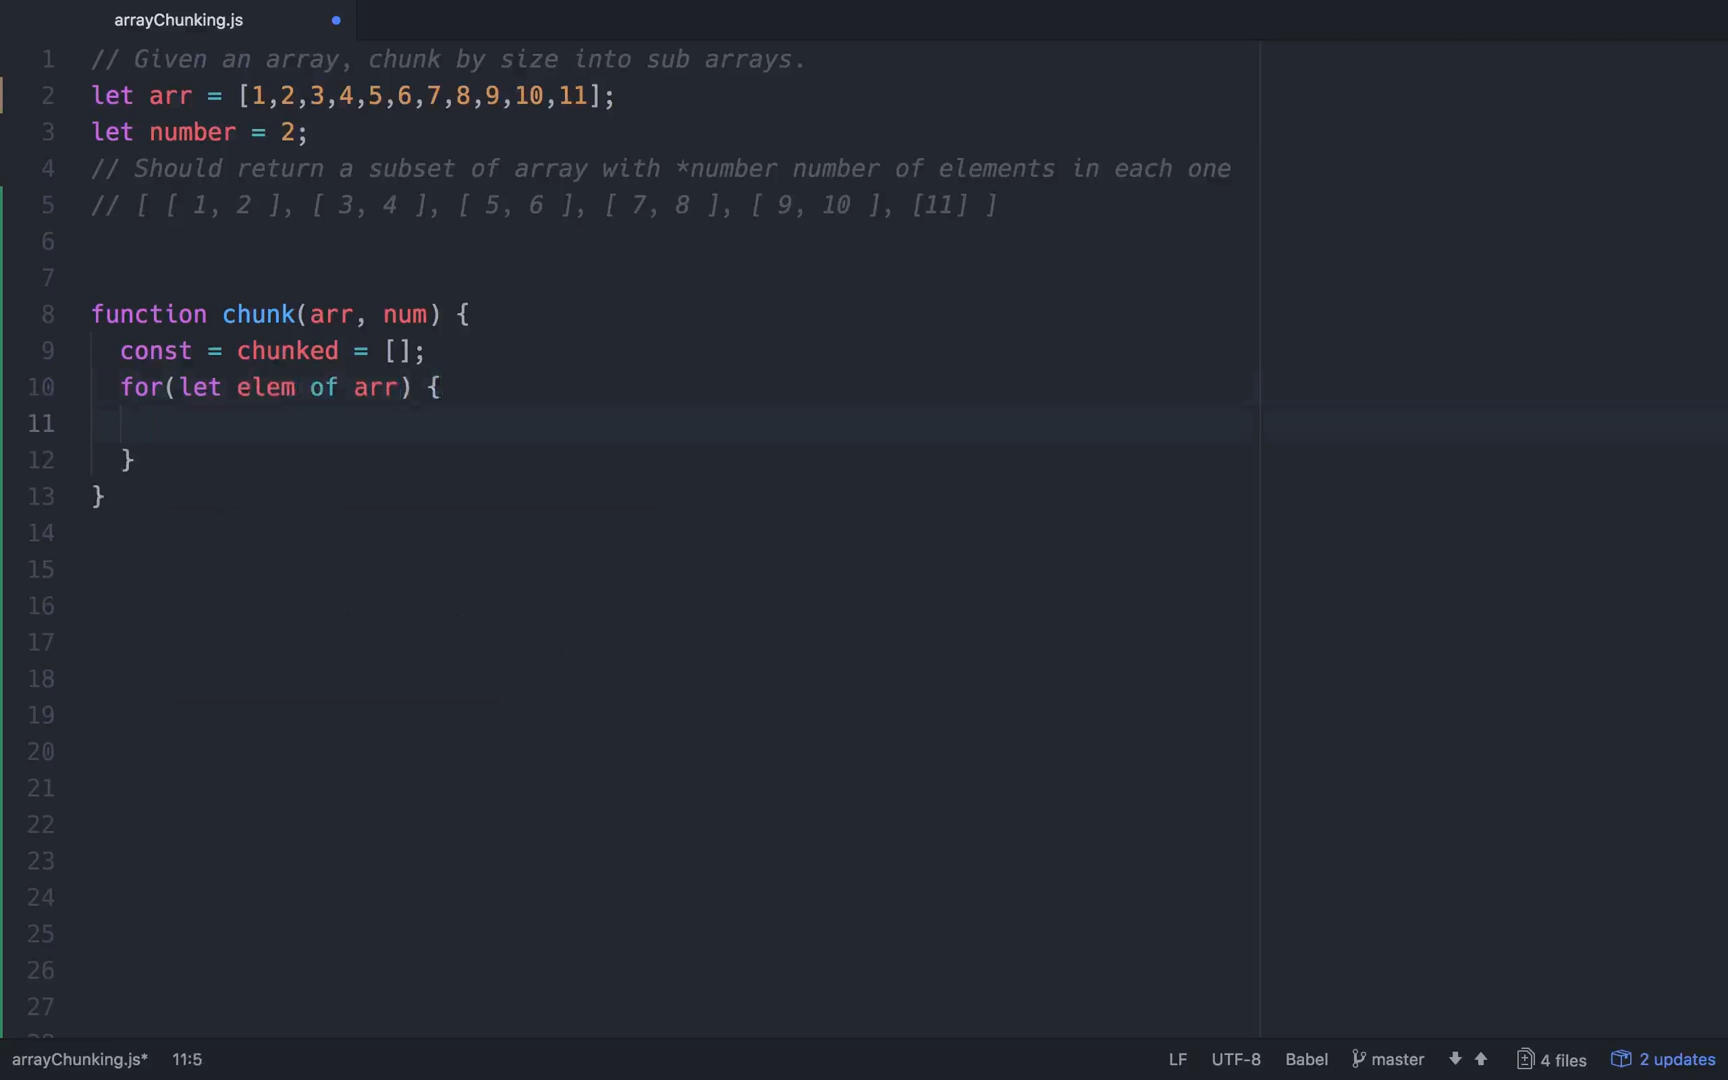 arrayChunking.js
1 // Given an array, chunk by size into sub arrays.
2 let arr = [1,2,3,4,5,6,7,8,9,10,11];
3 let number = 2;
4 // Should return a subset of array with *number number of elements in each one
5 // [ [ 1, 2 ], [ 3, 4 ], [ 5, 6 ], [ 7, 8 ], [ 9, 10 ], [11] ]
6
7
8 function chunk(arr, num) {
9 const = chunked = [];
10 for(let elem of arr) {
11
12 }
13 }
14
15
16
17
18
19
20
21
22
23
24
25
26
27
arrayChunking.js* 11:5 LF UTF-8 Babel master 4 files 2 updates